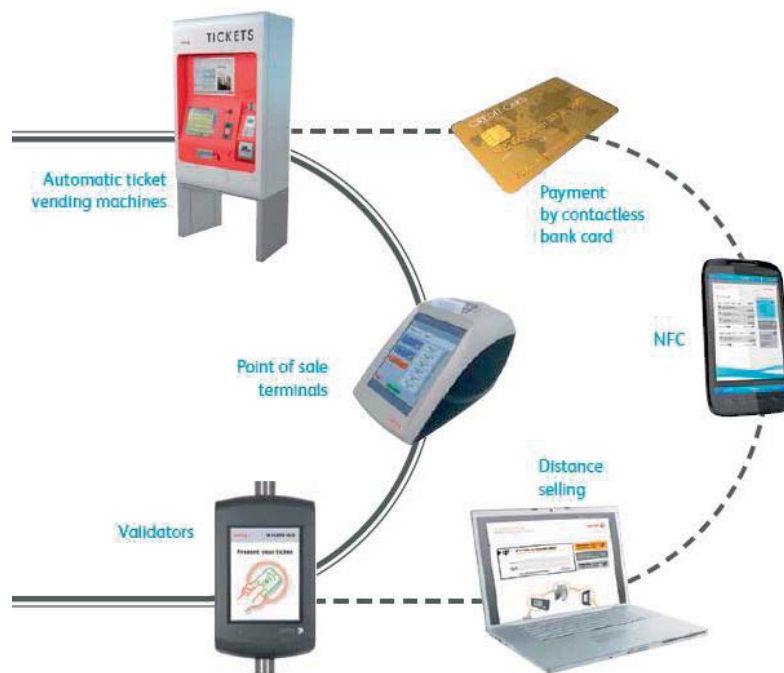 TICKETS
CREDIT CARD
Automatic ticket
vending machines
Payment
by contactless
bank card
NFC
Point of sale
terminals
Distance
selling
Validators
Present your ticket